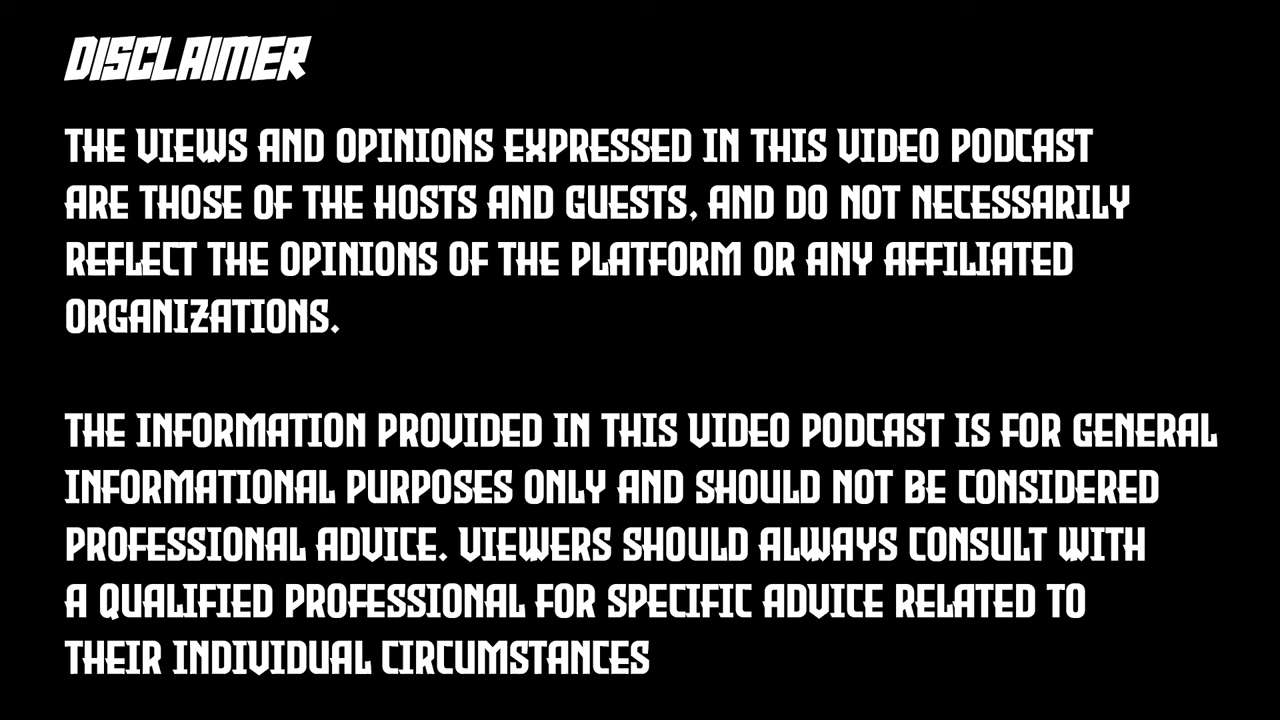 DISCLAIMER
THE VIEWS AND OPINIONS EXPRESSED IN THIS VIDEO PODCAST
ARE THOSE OF THE HOSTS AND GUESTS, AND DO NOT NECESSARILY
REFLECT THE OPINIONS OF THE PLATFORM OR ANY AFFILIATED
ORGANIZATIONS.
THE INFORMATION PROVIDED IN THIS VIDEO PODCAST IS FOR GENERAL
INFORMATIONAL PURPOSES ONLY AND SHOULD NOT BE CONSIDERED
PROFESSIONAL ADVICE. VIEWERS SHOULD ALWAYS CONSULT WITH
A QUALIFIED PROFESSIONAL FOR SPECIFIC ADVICE RELATED TO
THEIR INDIVIDUAL CIRCUMSTANCES